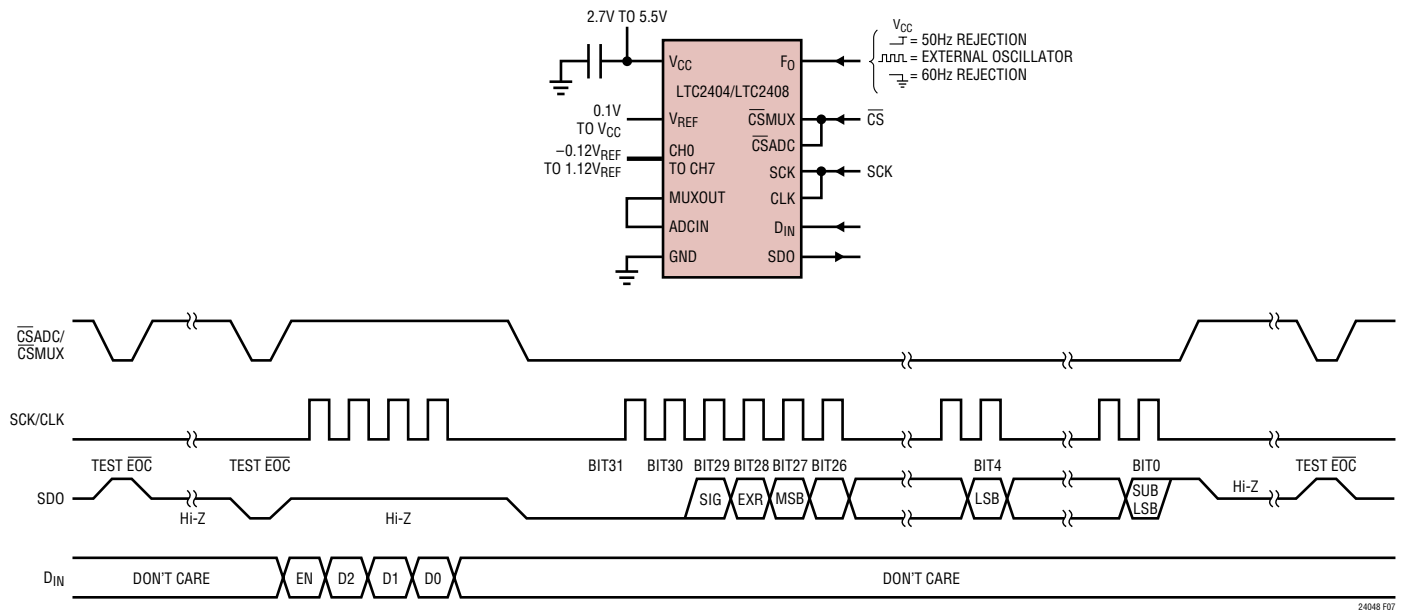 2.7V TO 5.5V
VCC
LTC2404/LTC2408
0.1V
TO VCC
VREF
–0.12VREF
TO 1.12VREF
CH0
TO CH7
MUXOUT
ADCIN
GND
FO
CSMUX
CSADC
SCK
CLK
DIN
SDO
CS
SCK
VCC
= 50Hz REJECTION
= EXTERNAL OSCILLATOR
= 60Hz REJECTION
CSADC/
CSMUX
SCK/CLK
TEST EOC
TEST EOC
BIT31
BIT30
BIT29
BIT28
BIT27
BIT26
BIT4
BIT0
TEST EOC
SDO
Hi-Z
Hi-Z
SIG
EXR
MSB
LSB
SUB
LSB
Hi-Z
DIN
DON'T CARE
EN
D2
D1
D0
DON'T CARE
24048 F07